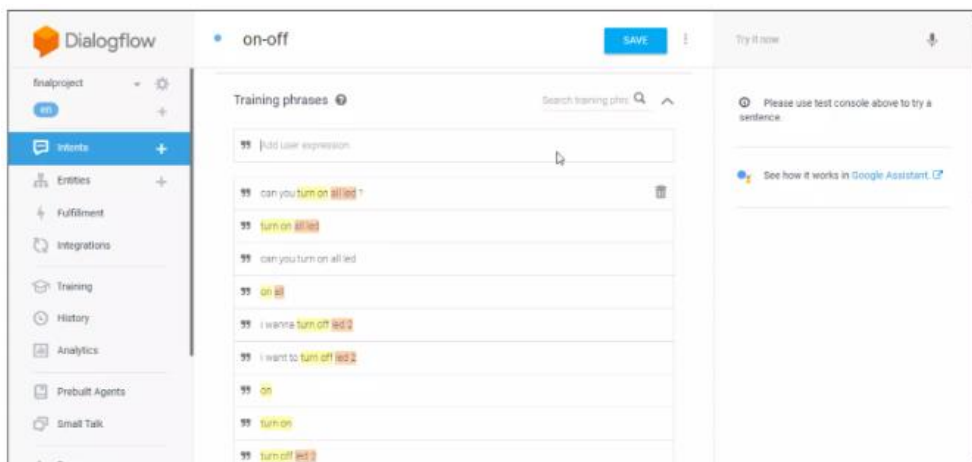 Dialogflow
on-off
SAVE
Try it now
finalproject
en
Intents
Entities
Fulfillment
Integrations
Training
History
Analytics
Prebuilt Agents
Small Talk
Training phrases
Search training phra
Add user expression
can you turn on all led ?
turn on all led
can you turn on all led
on all
i wanna turn off led 2
i want to turn off led 2
on
turn on
turn off led 2
Please use test console above to try a
sentence.
See how it works in Google Assistant.